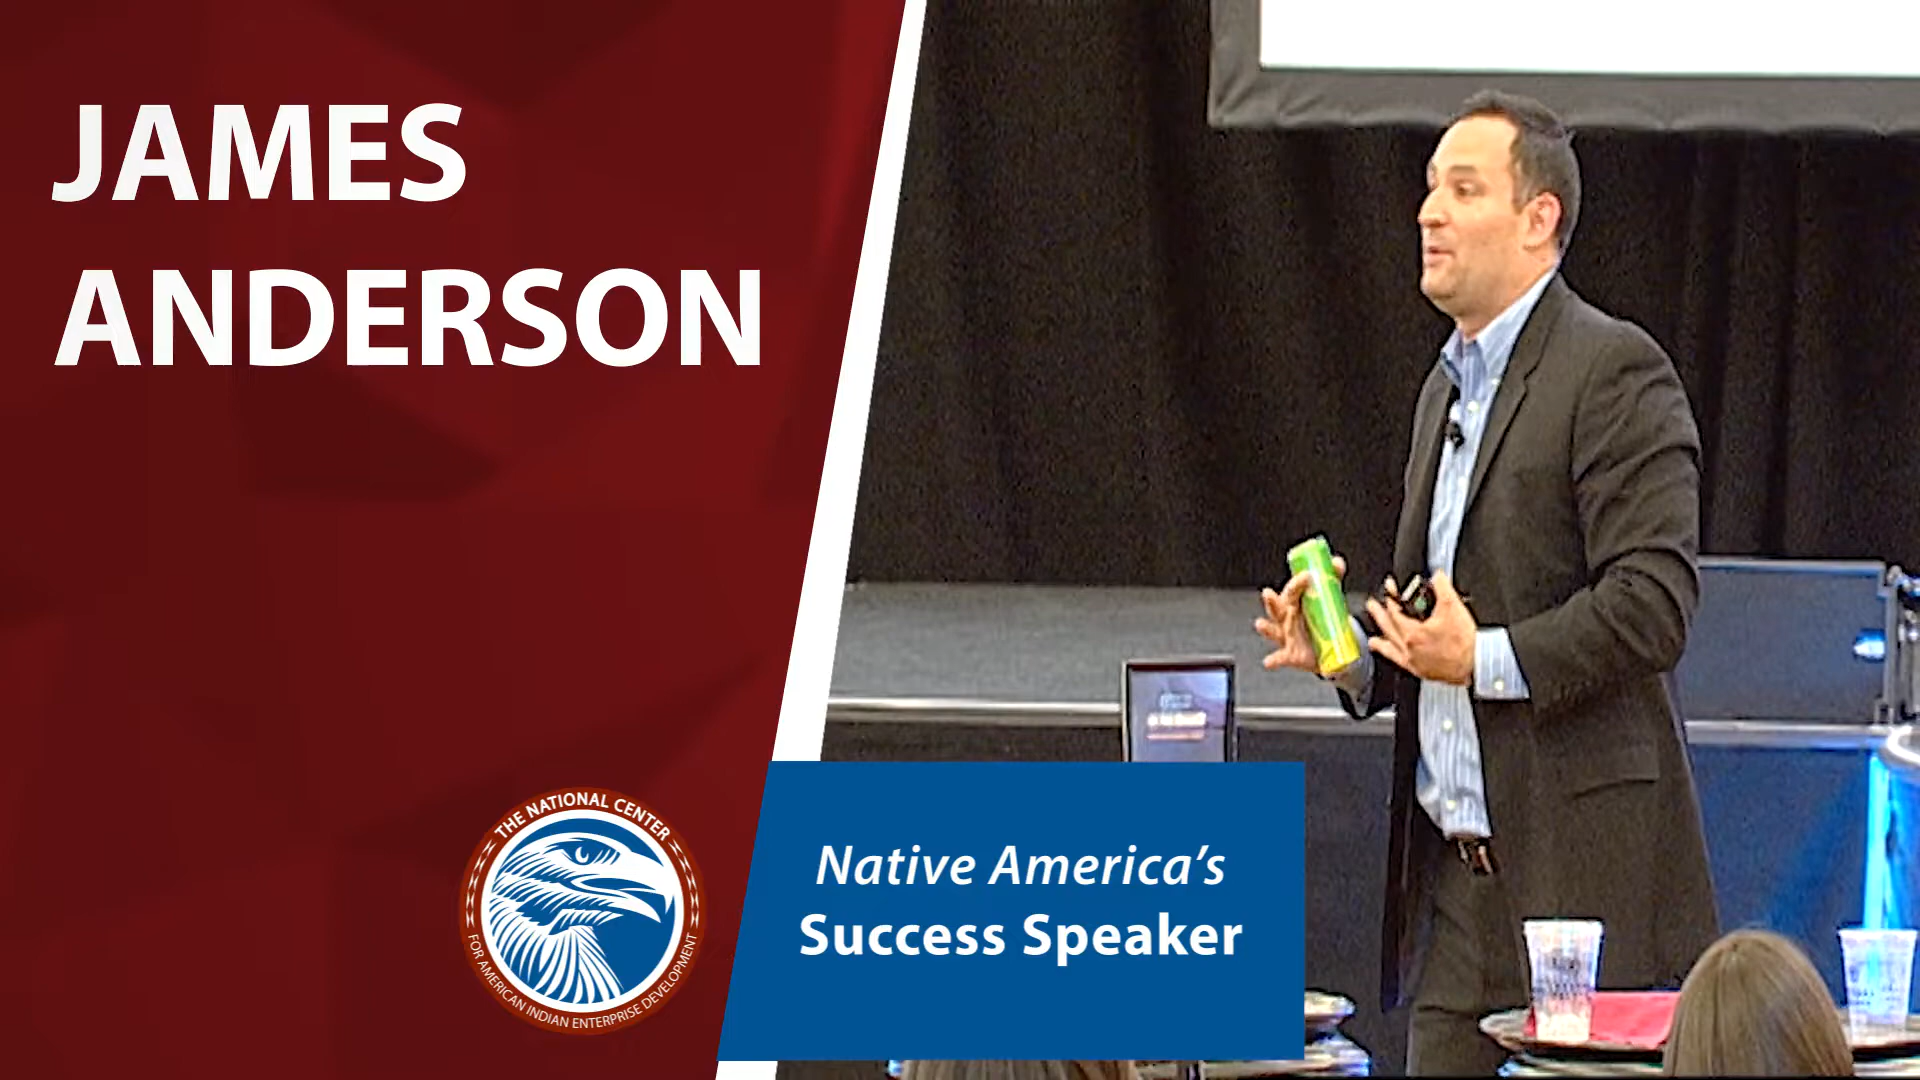 JAMES
ANDERSON
THE NATIONAL CENTER
FOR AMERICAN INDIAN ENTERPRISE DEVELOPMENT
Native America’s
Success Speaker